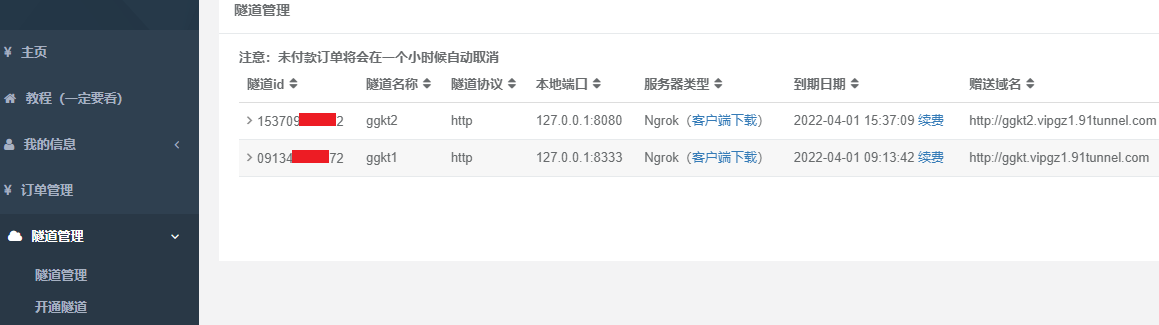 隧道管理
¥ 主页
教程（一定要看）
我的信息
¥ 订单管理
隧道管理
隧道管理
开通隧道
注意：未付款订单将会在一个小时候自动取消
隧道id 隧道名称 隧道协议 本地端口 服务器类型 到期日期 赠送域名
15370 2 ggkt2 http 127.0.0.1:8080 Ngrok（客户端下载） 2022-04-01 15:37:09 续费 http://ggkt2.vipgz1.91tunnel.com
09134 72 ggkt1 http 127.0.0.1:8333 Ngrok（客户端下载） 2022-04-01 09:13:42 续费 http://ggkt.vipgz1.91tunnel.com